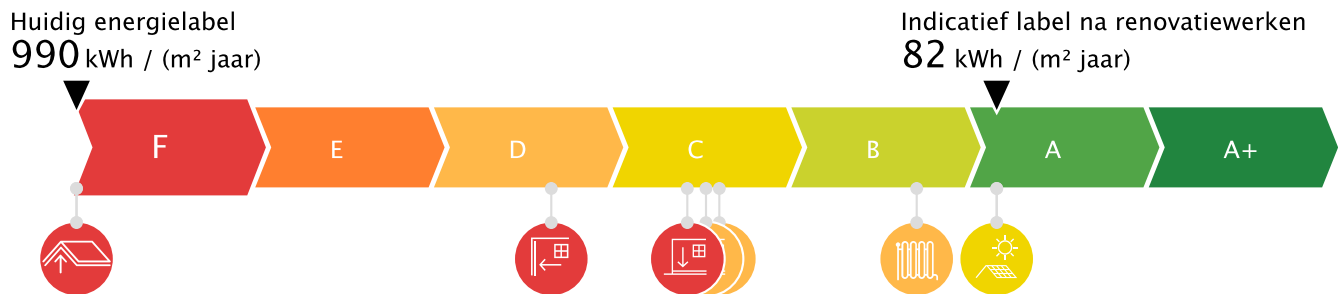 Huidig energielabel
990 kWh / (m² jaar)
Indicatief label na renovatiewerken
82 kWh / (m² jaar)
F E D C B A A+